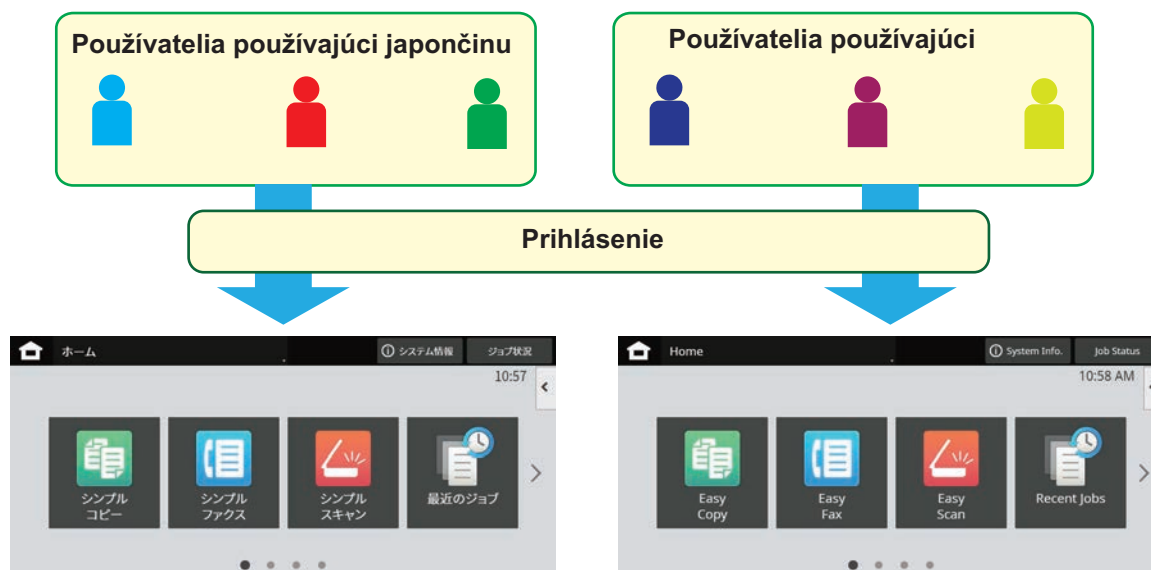 Používatelia používajúci japončinu
Používatelia používajúci
Prihlásenie
ホーム
システム情報
ジョブ状況
10:57
シンプル
コピー
シンプル
ファクス
シンプル
スキャン
最近のジョブ
Home
System Info.
Job Status
10:58 AM
Easy
Copy
Easy
Fax
Easy
Scan
Recent Jobs